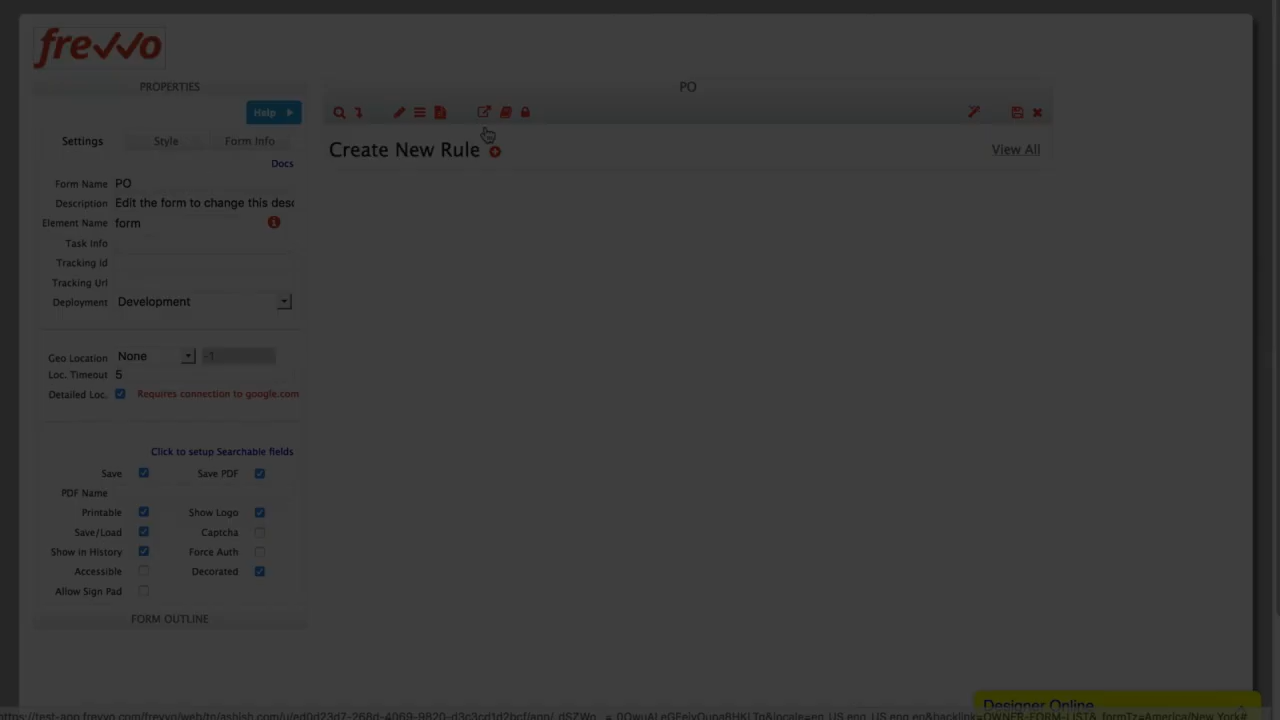 frevvo
PROPERTIES
PO
Help
Settings Style Form Info
Create New Rule
View All
Docs
Form Name PO
Description Edit the form to change this desc
Element Name form
Task Info
Tracking Id
Tracking Url
Deployment Development
Geo Location None -1
Loc. Timeout 5
Detailed Loc. Requires connection to google.com
Click to setup Searchable fields
Save Save PDF
PDF Name
Printable Show Logo
Save/Load Captcha
Show in History Force Auth
Accessible Decorated
Allow Sign Pad
FORM OUTLINE
Designer Online